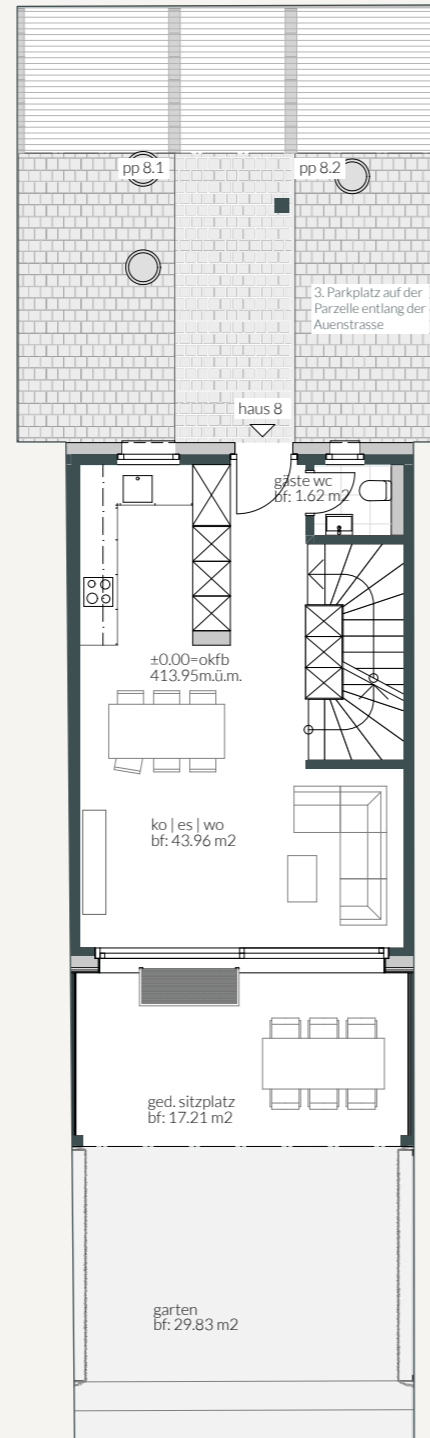 pp 8.1
pp 8.2
3. Parkplatz auf der
Parzelle entlang der
Auenstrasse
haus 8
gäste wc
bf: 1.62 m2
±0.00=okfb
413.95m.ü.m.
ko | es | wo
bf: 43.96 m2
ged. sitzplatz
bf: 17.21 m2
garten
bf: 29.83 m2